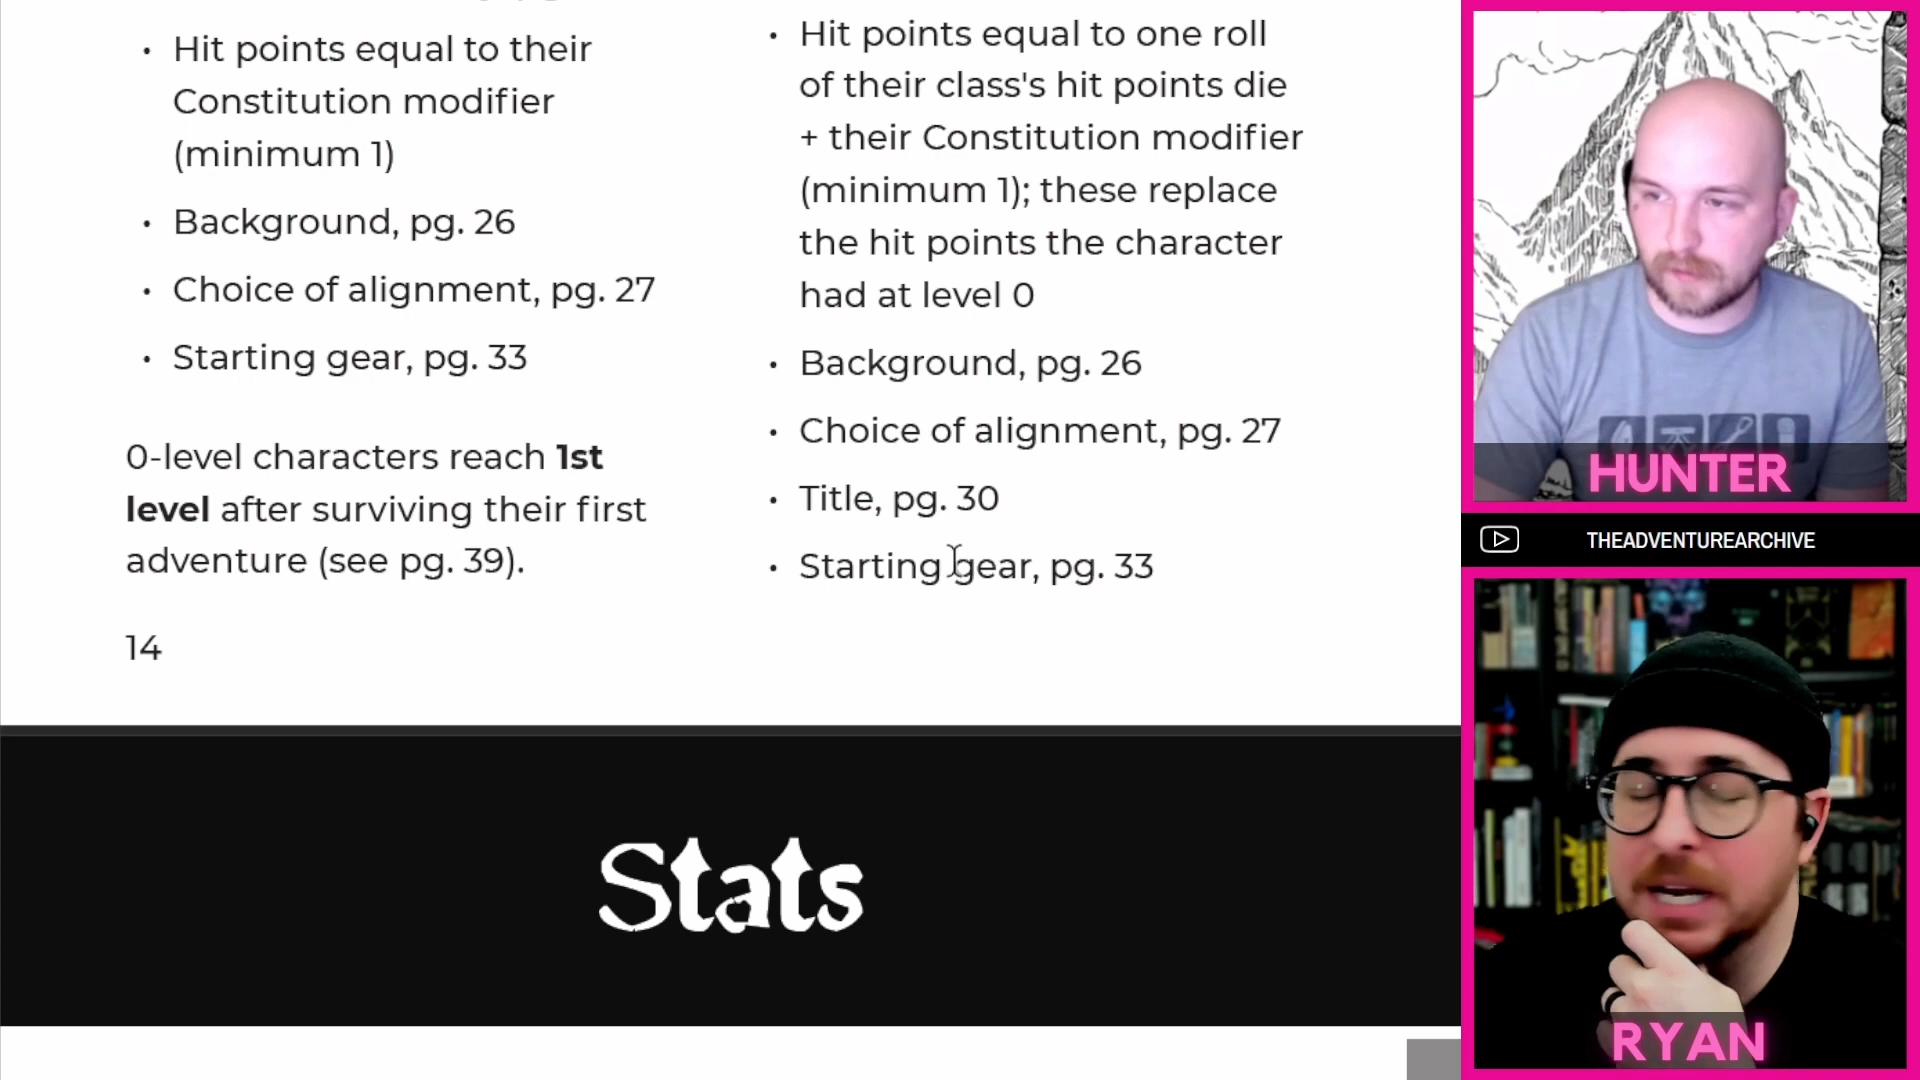 • Hit points equal to their
Constitution modifier
(minimum 1)
• Background, pg. 26
• Choice of alignment, pg. 27
• Starting gear, pg. 33
0-level characters reach 1st
level after surviving their first
adventure (see pg. 39).
14
• Hit points equal to one roll
of their class's hit points die
+ their Constitution modifier
(minimum 1); these replace
the hit points the character
had at level 0
• Background, pg. 26
• Choice of alignment, pg. 27
• Title, pg. 30
• Starting gear, pg. 33
Stats
HUNTER
THEADVENTUREARCHIVE
RYAN